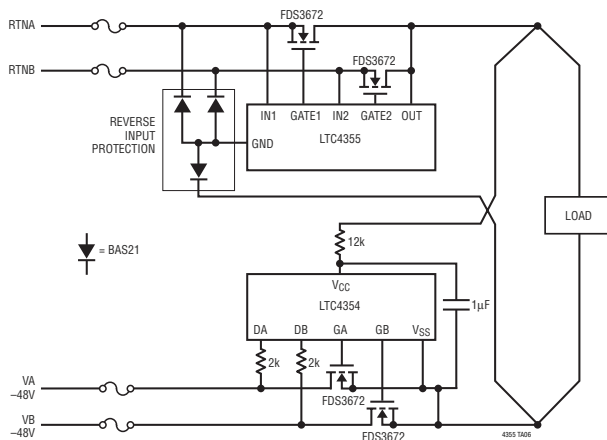 RTNA
FDS3672
RTNB
FDS3672
REVERSE
INPUT
PROTECTION
IN1 GATE1 IN2 GATE2 OUT
GND
LTC4355
LOAD
= BAS21
12k
VCC
LTC4354
1µF
DA DB GA GB VSS
2k 2k
VA
–48V
FDS3672
VB
–48V
FDS3672
4355 TA06